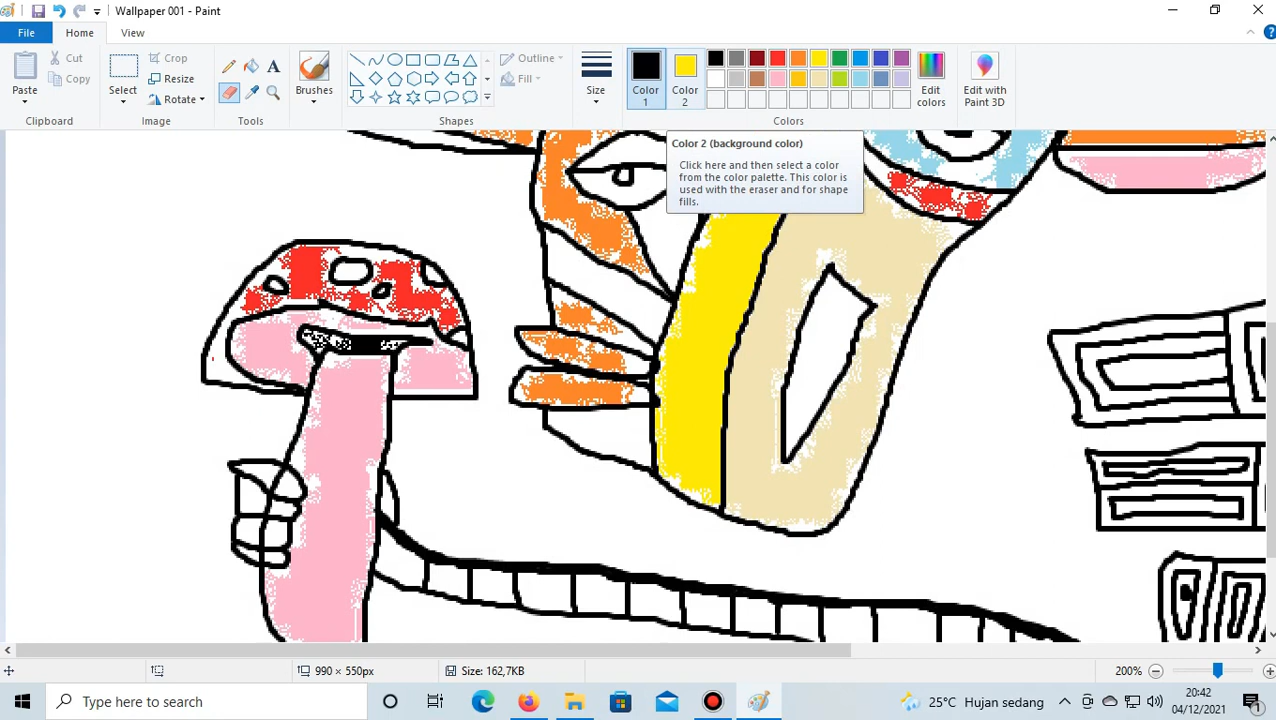 Wallpaper 001 - Paint
File Home View
Paste
Cut
Copy
Clipboard
Select
Crop
Resize
Rotate
Image
A
Tools
Brushes
Outline
Fill
Shapes
Size
Color 1
Color 2
Edit colors
Edit with Paint 3D
Colors
Color 2 (background color)
Click here and then select a color
from the color palette. This color is
used with the eraser and for shape
fills.
990 × 550px
Size: 162,7KB
200%
Type here to search
25°C Hujan sedang
20:42
04/12/2021
1